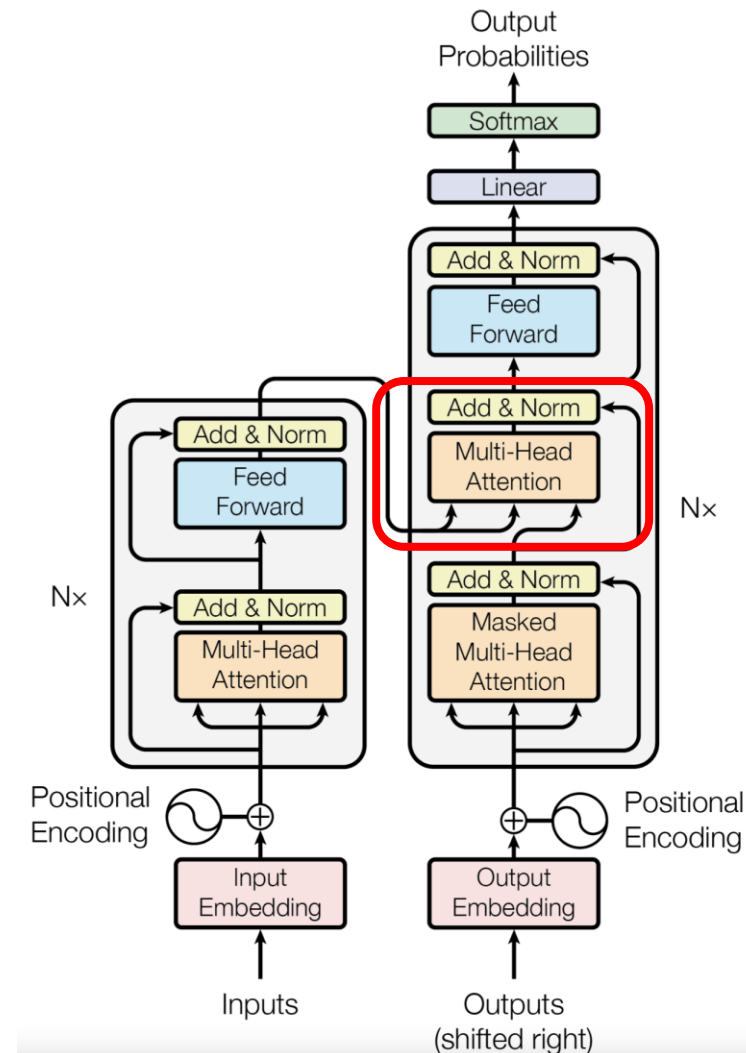 Output
Probabilities
Softmax
Linear
Add & Norm
Feed
Forward
Add & Norm
Multi-Head
Attention
N×
Add & Norm
Masked
Multi-Head
Attention
Add & Norm
Feed
Forward
N×
Add & Norm
Multi-Head
Attention
Positional
Encoding
Positional
Encoding
Input
Embedding
Output
Embedding
Inputs
Outputs
(shifted right)